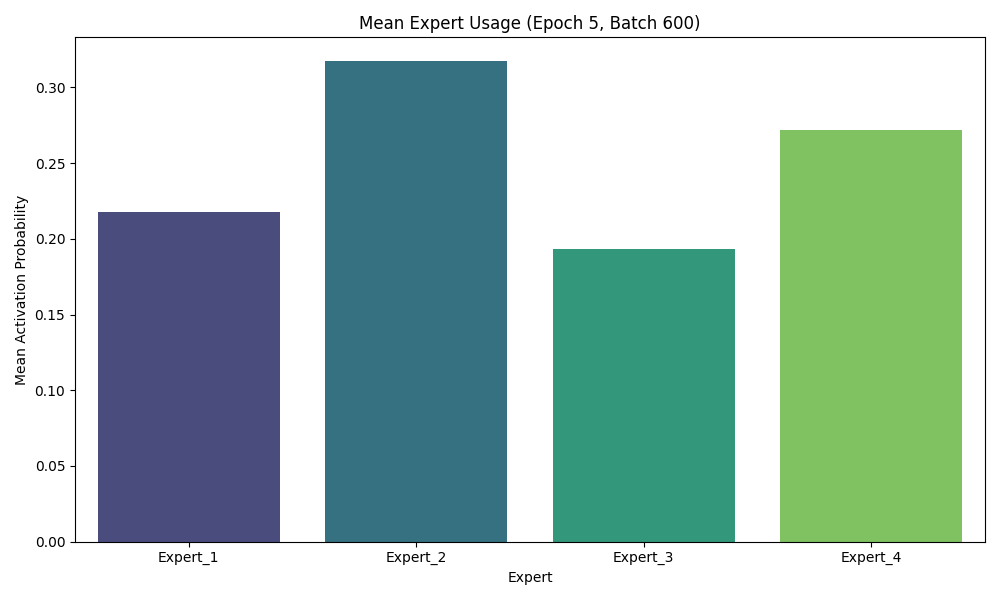 Mean Expert Usage (Epoch 5, Batch 600)
Mean Activation Probability
0.30
0.25
0.20
0.15
0.10
0.05
0.00
Expert_1 Expert_2 Expert_3 Expert_4
Expert